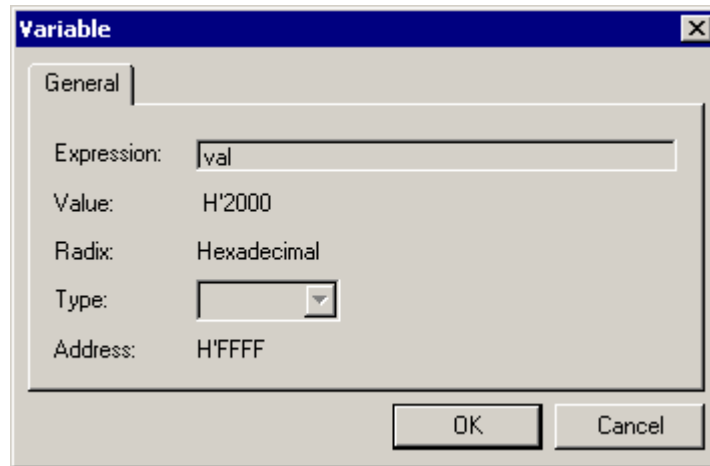 Variable
General
Expression: val
Value: H'2000
Radix: Hexadecimal
Type:
Address: H'FFFF
OK Cancel